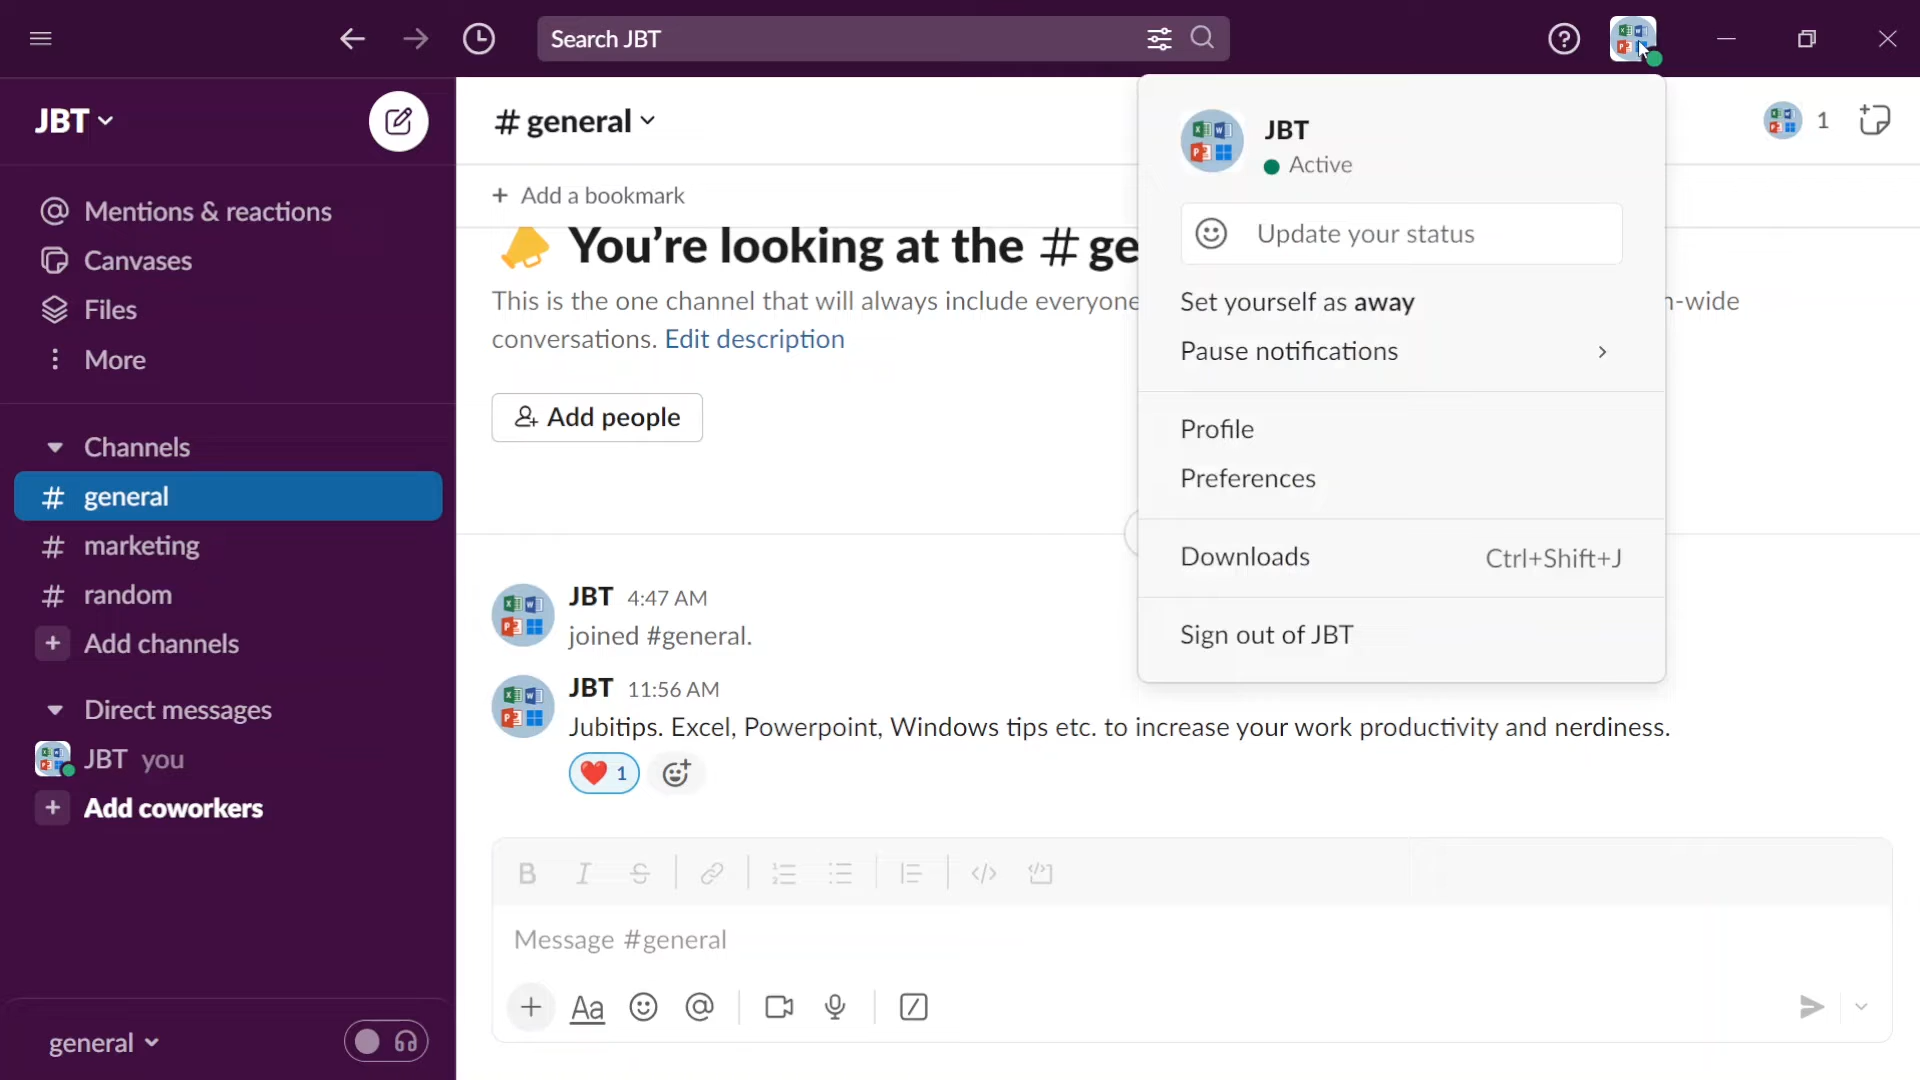 Search JBT
JBT
Mentions & reactions
Canvases
Files
More
Channels
# general
# marketing
# random
+ Add channels
Direct messages
JBT you
+ Add coworkers
general
# general
1
+ Add a bookmark
You're looking at the # ge
This is the one channel that will always include everyone
-wide
conversations. Edit description
Add people
JBT 4:47 AM
joined #general.
JBT 11:56 AM
Jubitips. Excel, Powerpoint, Windows tips etc. to increase your work productivity and nerdiness.
1
Message #general
Aa
JBT
Active
Update your status
Set yourself as away
Pause notifications
Profile
Preferences
Downloads Ctrl+Shift+J
Sign out of JBT